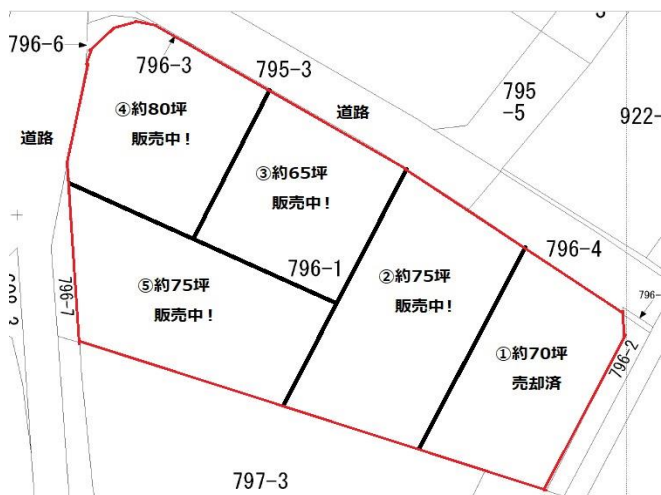 796-6
796-3
795-3
道路
795
-5
922-
④約80坪
販売中！
道路
③約65坪
販売中！
796-4
796-1
②約75坪
販売中！
⑤約75坪
販売中！
796-7
796-
①約70坪
売却済
796-2
797-3